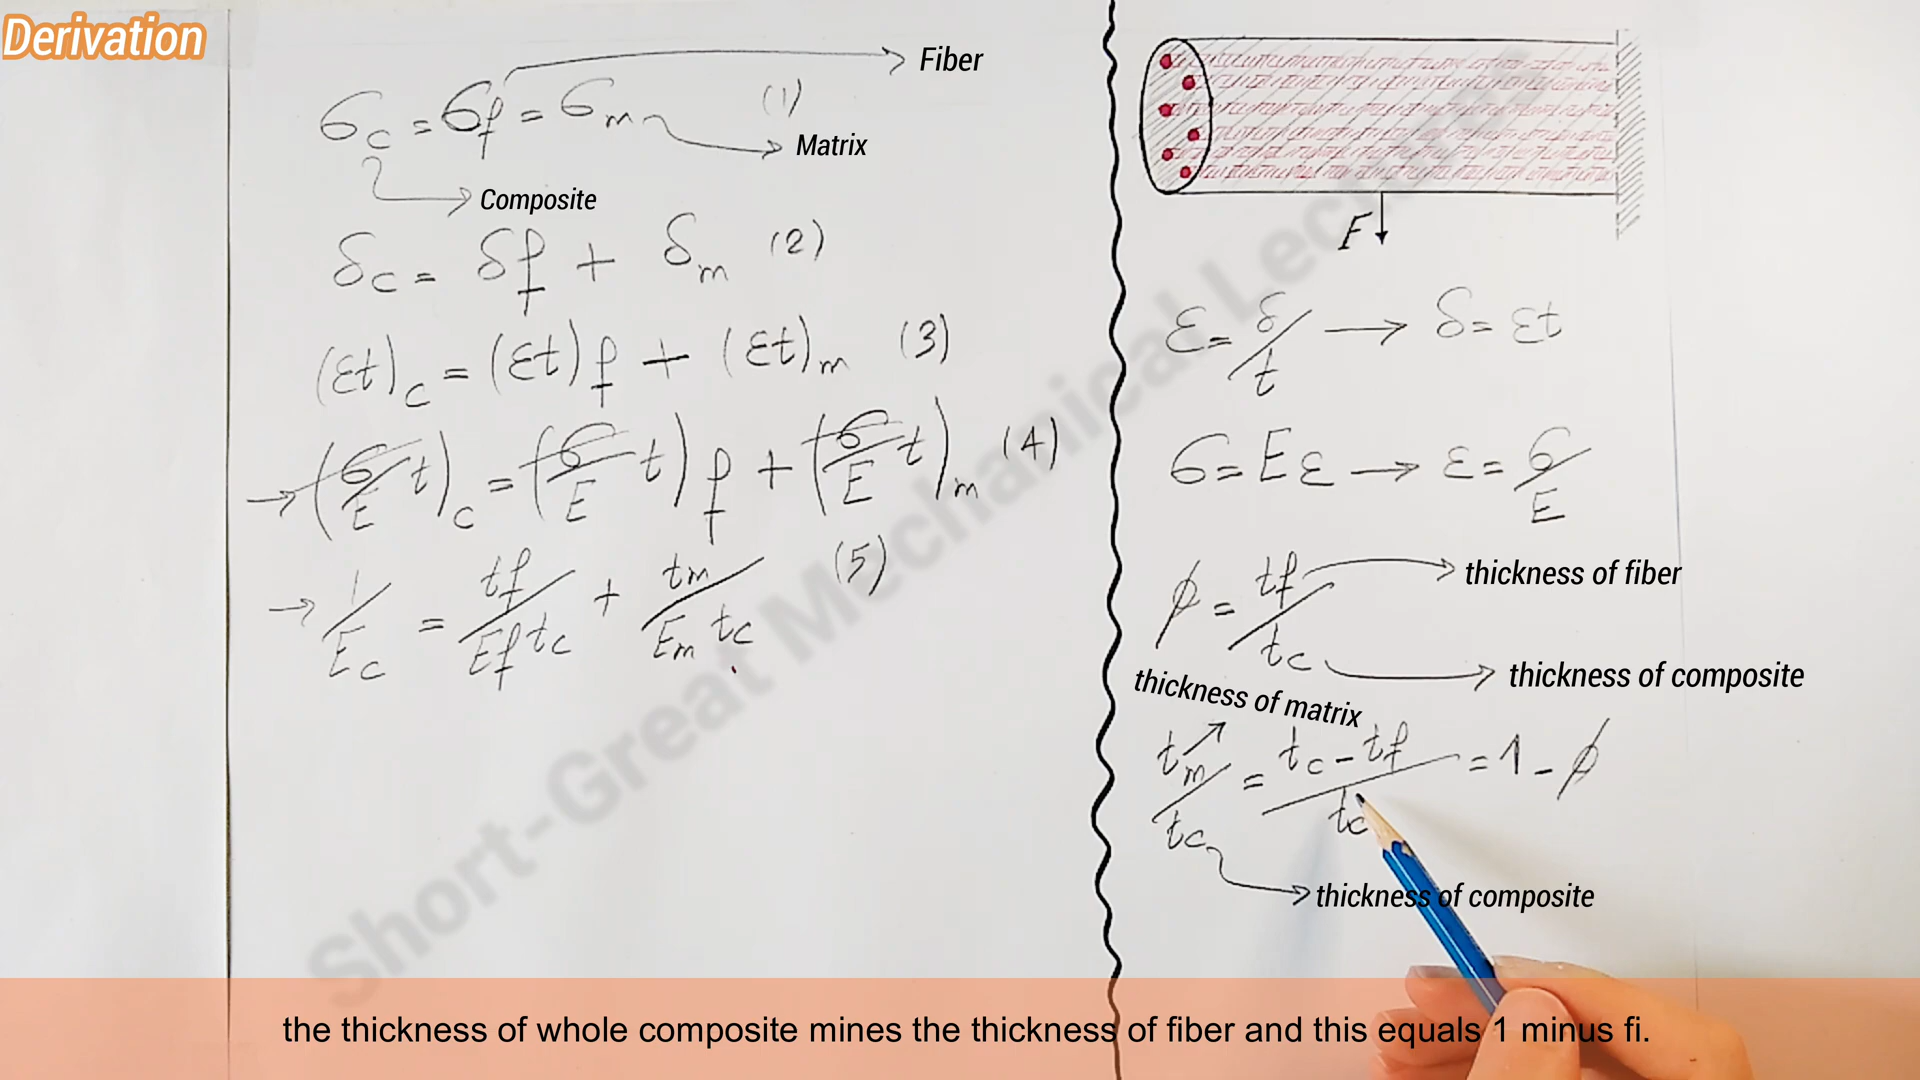 Derivation
Fiber
σc = σf = σm (1)
Matrix
Composite
δc = δf + δm (2)
(εt)c = (εt)f + (εt)m (3)
→ (σ/E t)c = (σ/E t)f + (σ/E t)m (4)
→ 1/Ec = tf/Ef tc + tm/Em tc (5)
F
ε = δ/t → δ = εt
σ = Eε → ε = σ/E
ϕ = tf/tc
thickness of fiber
thickness of composite
thickness of matrix
tm/tc = tc - tf/tc = 1 - ϕ
thickness of composite
Short-Great Mechanical Lectures
the thickness of whole composite mines the thickness of fiber and this equals 1 minus fi.